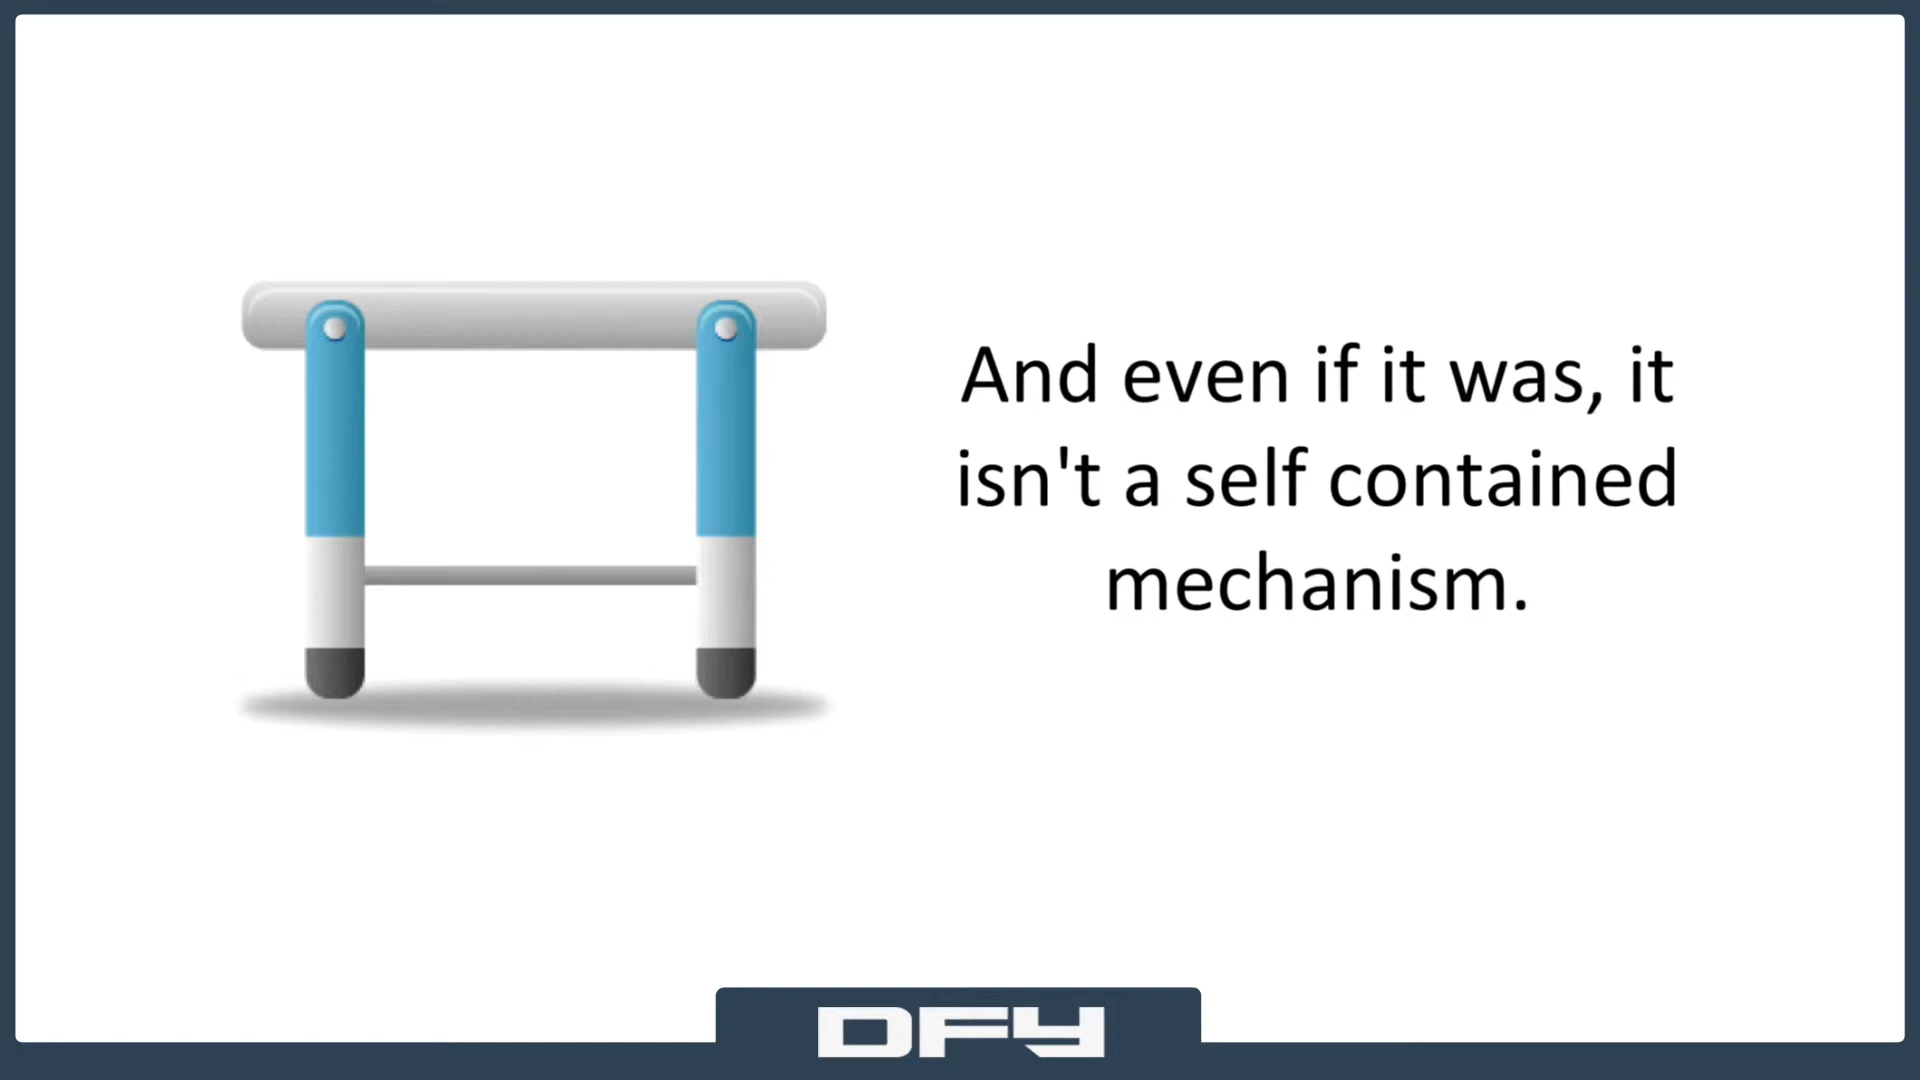 And even if it was, it
isn't a self contained
mechanism.
DFY